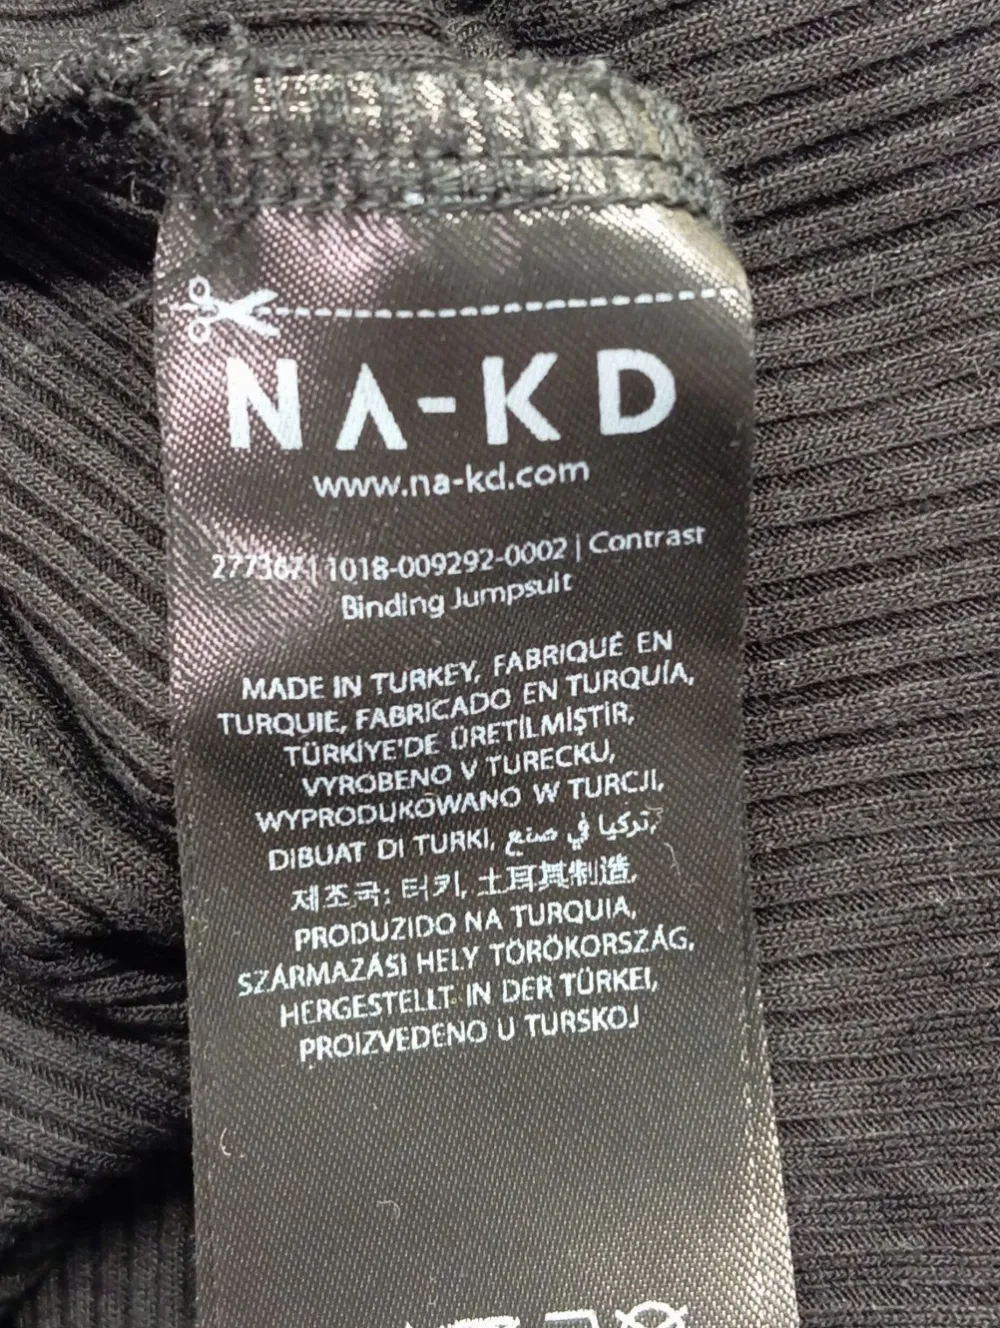 NA-KD
www.na-kd.com
2773671 1018-009292-0002 | Contrast
Binding Jumpsuit
MADE IN TURKEY, FABRIQUÉ EN
TURQUIE, FABRICADO EN TURQUÍA,
TÜRKİYE'DE ÜRETİLMİŞTİR,
VYROBENO V TURECKU,
WYPRODUKOWANO W TURCJI,
DIBUAT DI TURKI, تركيا في صنع,
제조국: 터키, 土耳其制造,
PRODUZIDO NA TURQUIA,
SZÁRMAZÁSI HELY TÖRÖKORSZÁG,
HERGESTELLT IN DER TÜRKEI,
PROIZVEDENO U TURSKOJ